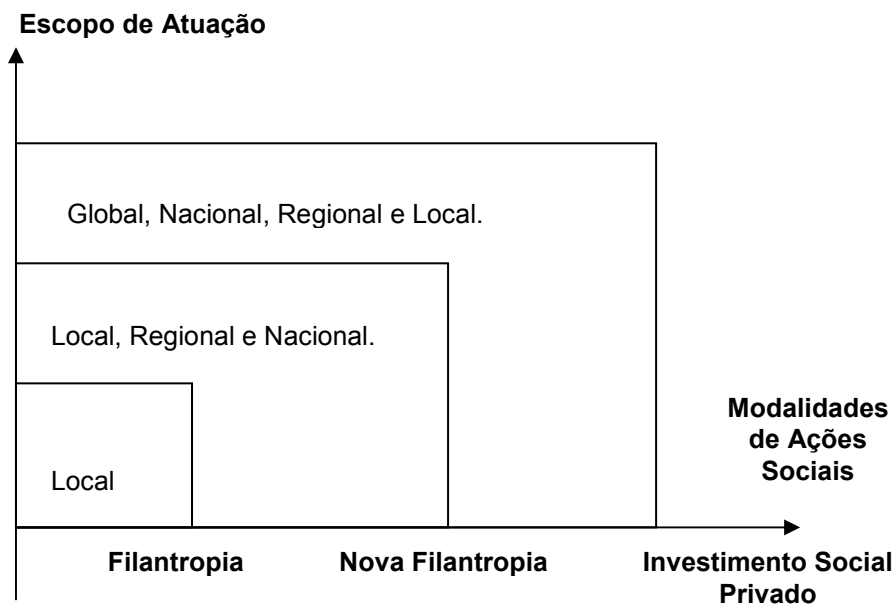 Escopo de Atuação
Global, Nacional, Regional e Local.
Local, Regional e Nacional.
Local
Modalidades
de Ações
Sociais
Filantropia
Nova Filantropia
Investimento Social
Privado